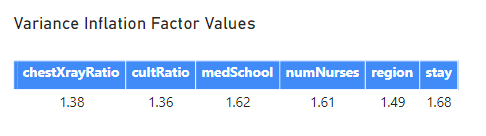 Variance Inflation Factor Values
chestXrayRatio cultRatio medSchool numNurses region stay
1.38 1.36 1.62 1.61 1.49 1.68